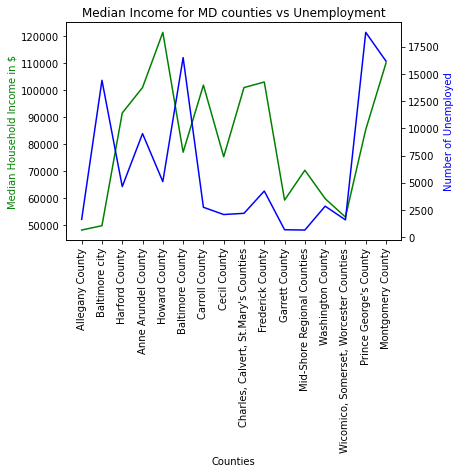 Median Income for MD counties vs Unemployment
Median Household Income in $
120000
110000
100000
90000
80000
70000
60000
50000
17500
15000
12500
10000
7500
5000
2500
0
Number of Unemployed
Allegany County
Baltimore city
Harford County
Anne Arundel County
Howard County
Baltimore County
Carroll County
Cecil County
Charles, Calvert, St.Mary's Counties
Frederick County
Garrett County
Mid-Shore Regional Counties
Washington County
Wicomico, Somerset, Worcester Counties
Prince George's County
Montgomery County
Counties